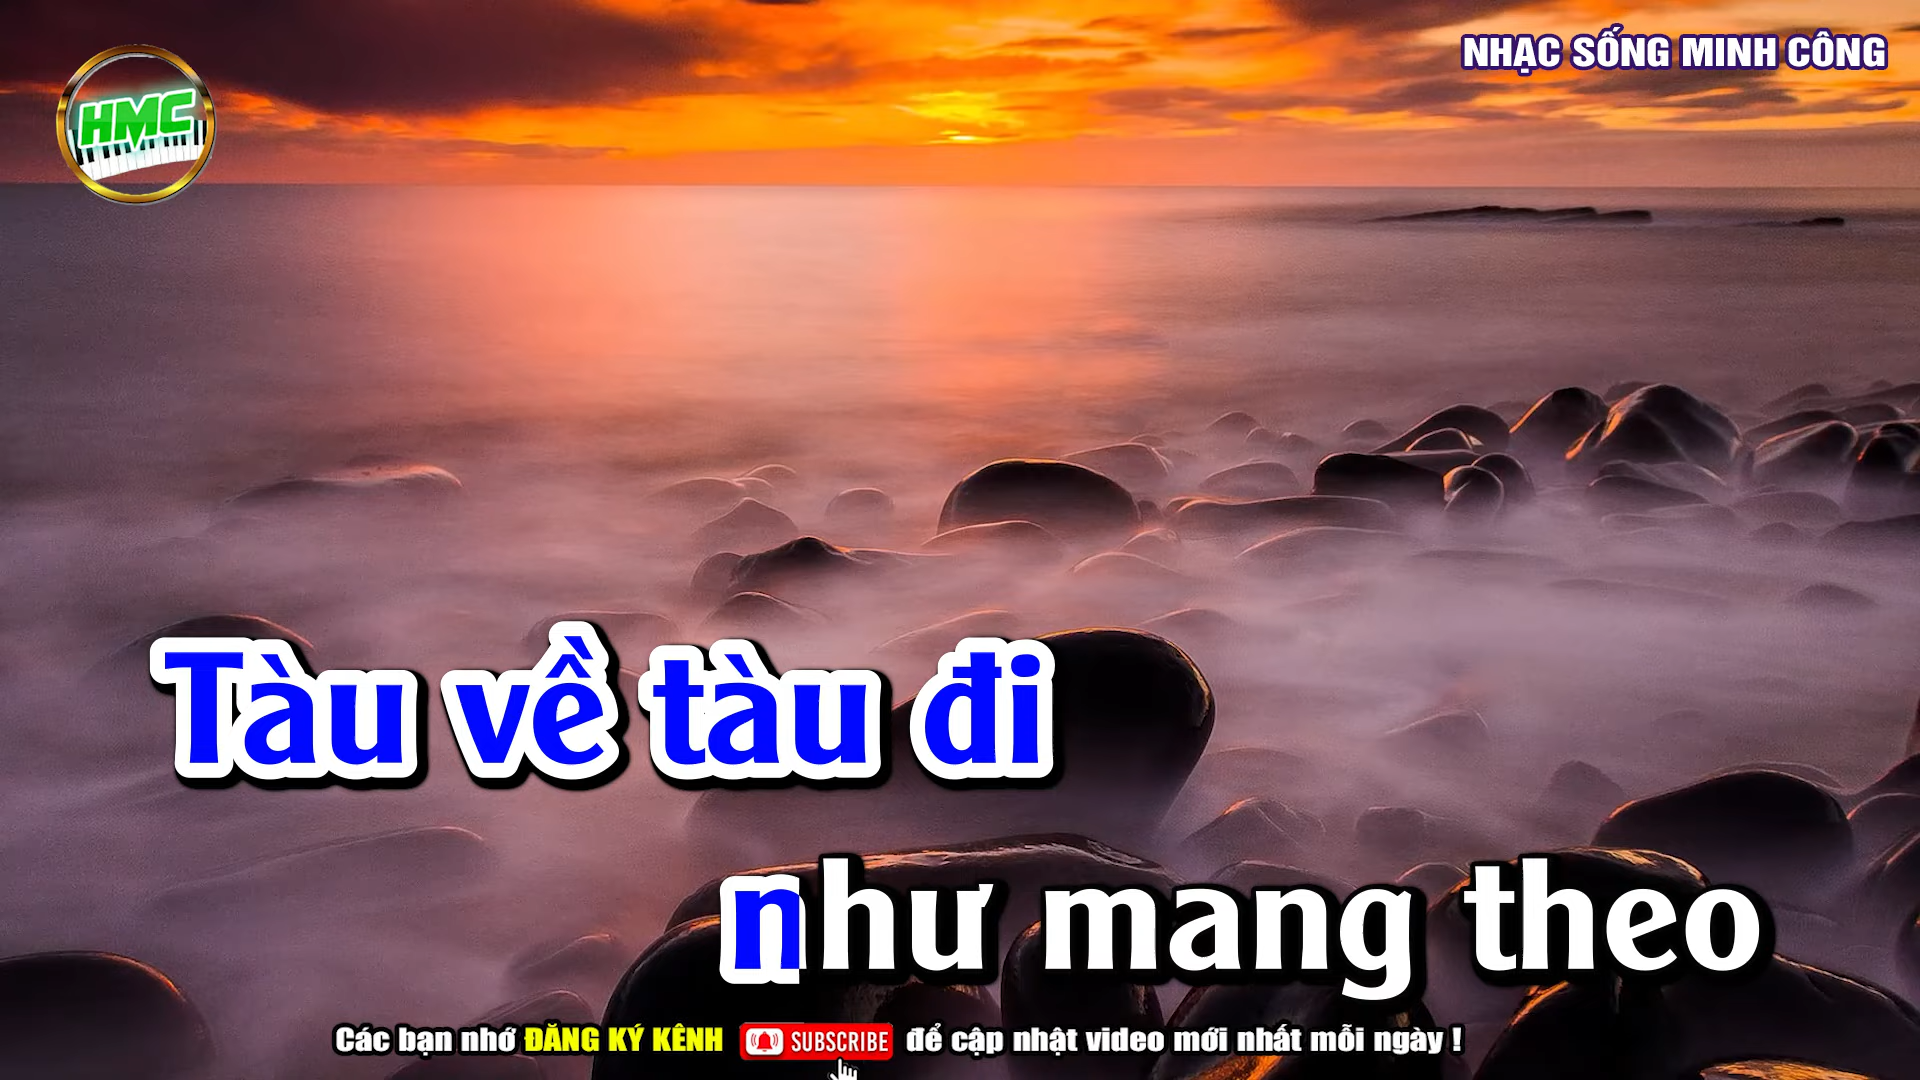 NHẠC SỐNG MINH CÔNG
HMC
Tàu về tàu đi
như mang theo
Các bạn nhớ ĐĂNG KÝ KÊNH SUBSCRIBE để cập nhật video mới nhất mỗi ngày !